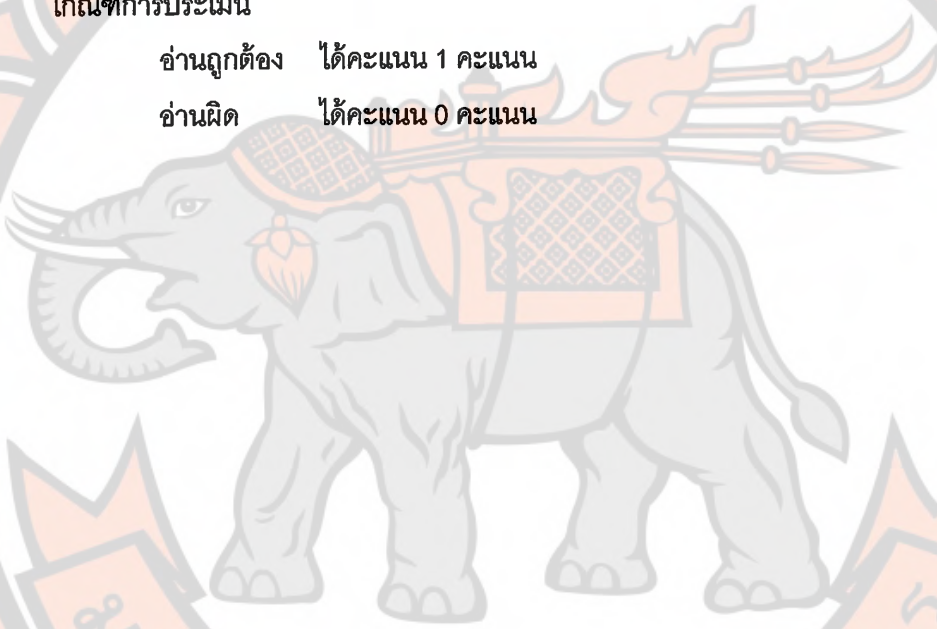 เกณฑ์การประเมิน
อ่านถูกต้อง ได้คะแนน 1 คะแนน
อ่านผิด ได้คะแนน 0 คะแนน